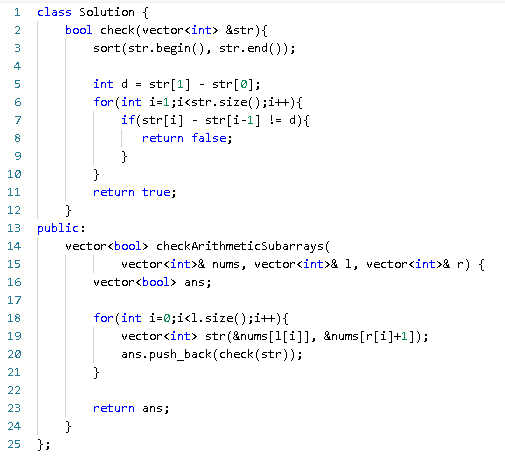 1 class Solution {
2     bool check(vector<int> &str){
3         sort(str.begin(), str.end());
4
5         int d = str[1] - str[0];
6         for(int i=1;i<str.size();i++){
7             if(str[i] - str[i-1] != d){
8                return false;
9             }
10         }
11         return true;
12     }
13 public:
14     vector<bool> checkArithmeticSubarrays(
15             vector<int>& nums, vector<int>& l, vector<int>& r) {
16         vector<bool> ans;
17
18         for(int i=0;i<l.size();i++){
19             vector<int> str(&nums[l[i]], &nums[r[i]+1]);
20             ans.push_back(check(str));
21         }
22
23         return ans;
24     }
25 };